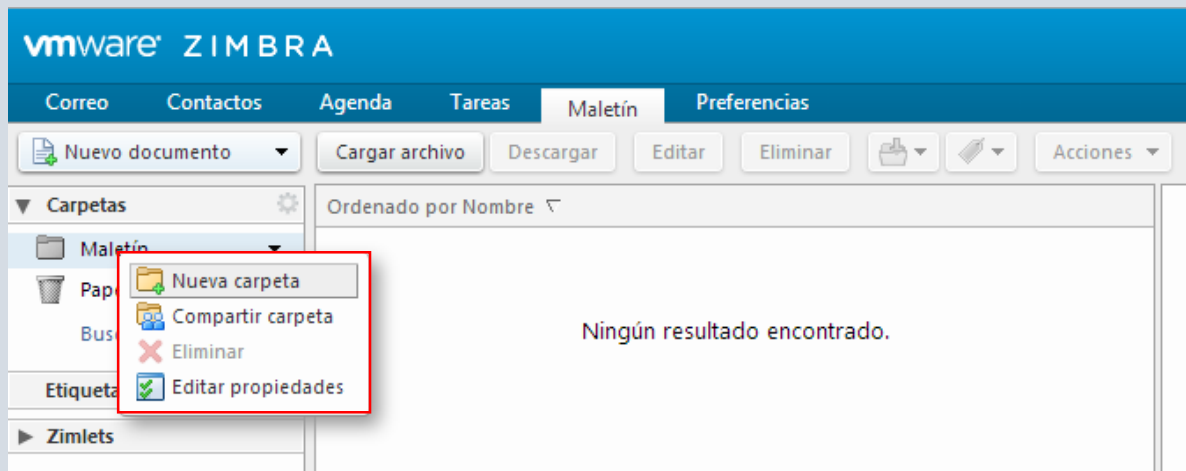 vmware ZIMBRA
Correo Contactos Agenda Tareas Maletín Preferencias
Nuevo documento Cargar archivo Descargar Editar Eliminar Acciones
Carpetas
Ordenado por Nombre
Maletín
Nueva carpeta
Compartir carpeta
Eliminar
Editar propiedades
Ningún resultado encontrado.
Zimlets